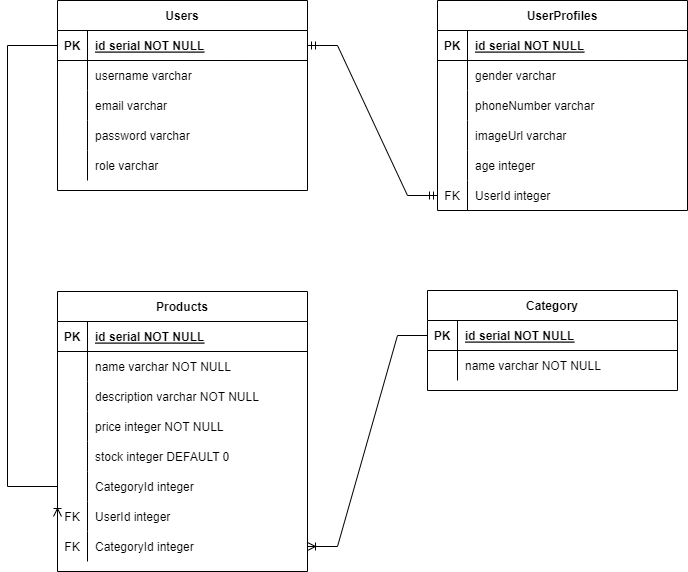 Users
PK id serial NOT NULL
username varchar
email varchar
password varchar
role varchar
UserProfiles
PK id serial NOT NULL
gender varchar
phoneNumber varchar
imageUrl varchar
age integer
FK UserId integer
Products
PK id serial NOT NULL
name varchar NOT NULL
description varchar NOT NULL
price integer NOT NULL
stock integer DEFAULT 0
CategoryId integer
FK UserId integer
FK CategoryId integer
Category
PK id serial NOT NULL
name varchar NOT NULL